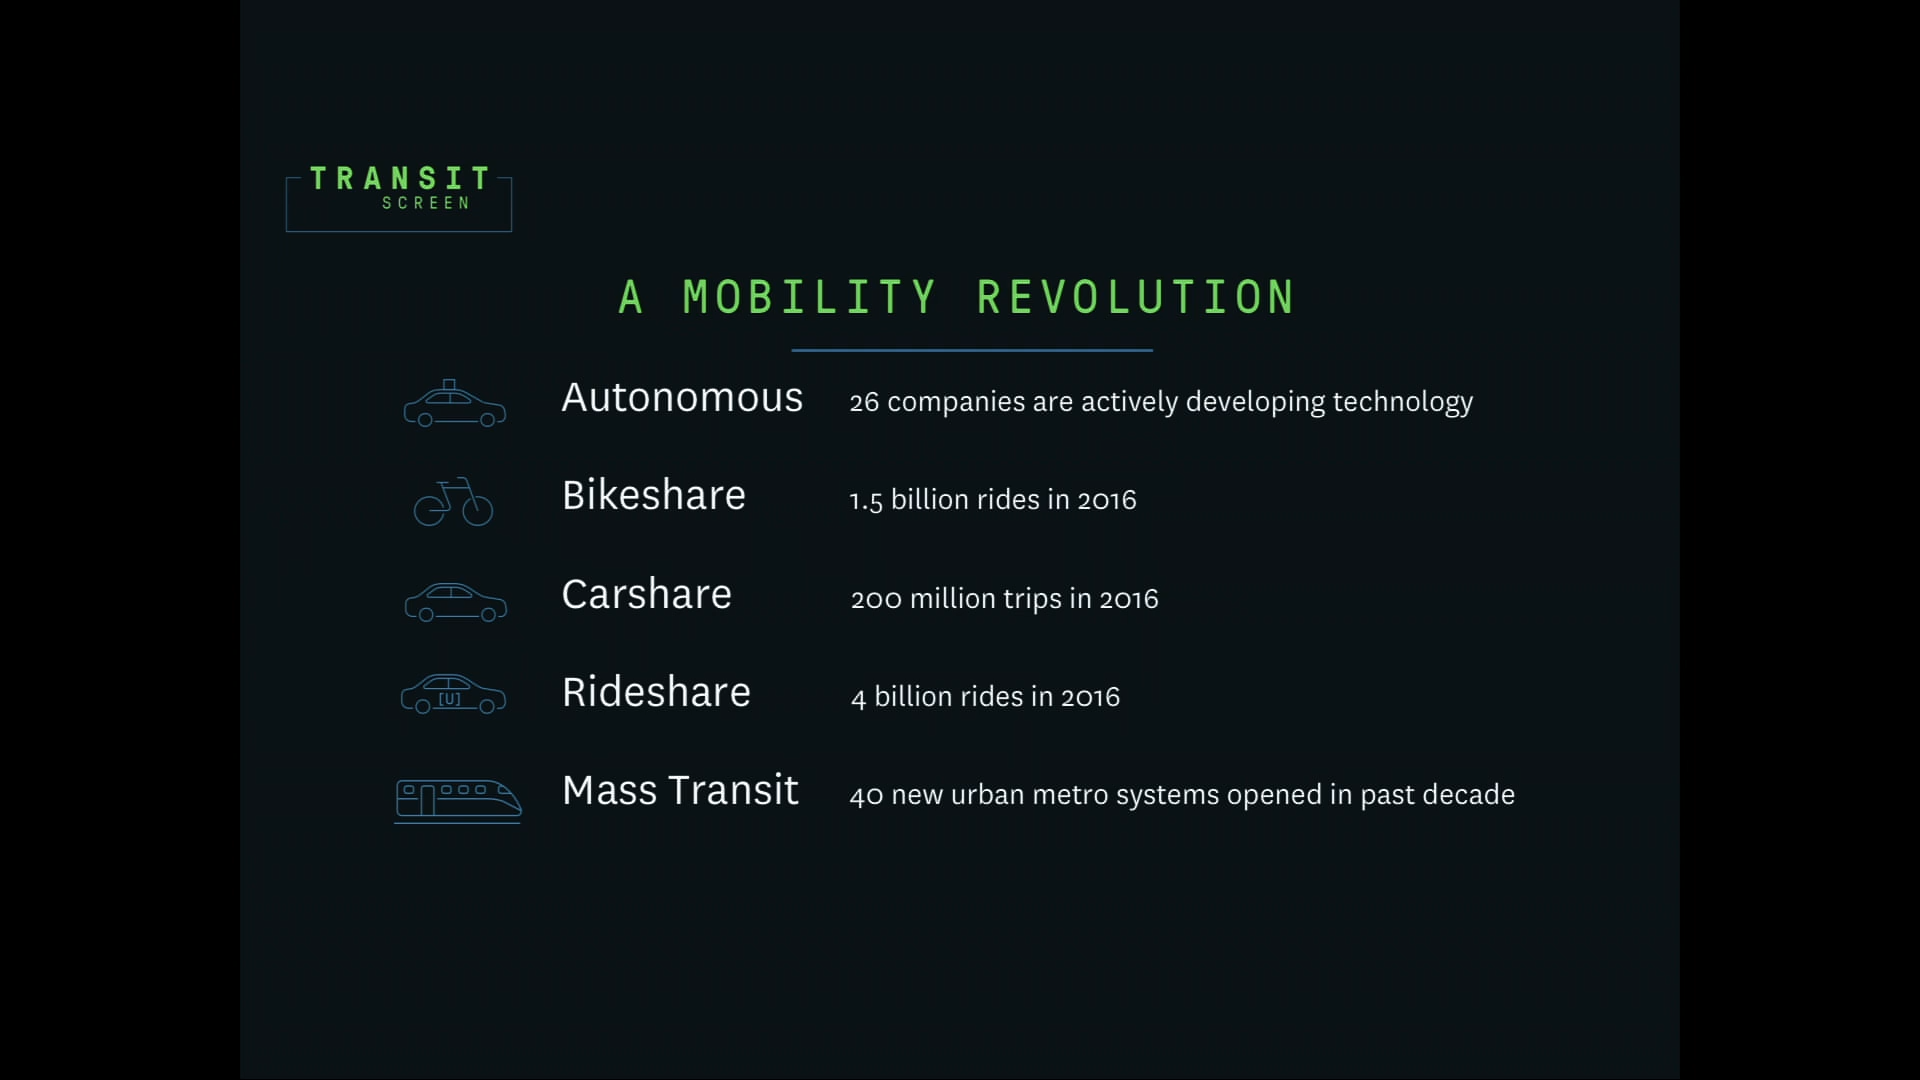 TRANSIT
SCREEN
A MOBILITY REVOLUTION
Autonomous 26 companies are actively developing technology
Bikeshare 1.5 billion rides in 2016
Carshare 200 million trips in 2016
[U]
Rideshare 4 billion rides in 2016
Mass Transit 40 new urban metro systems opened in past decade